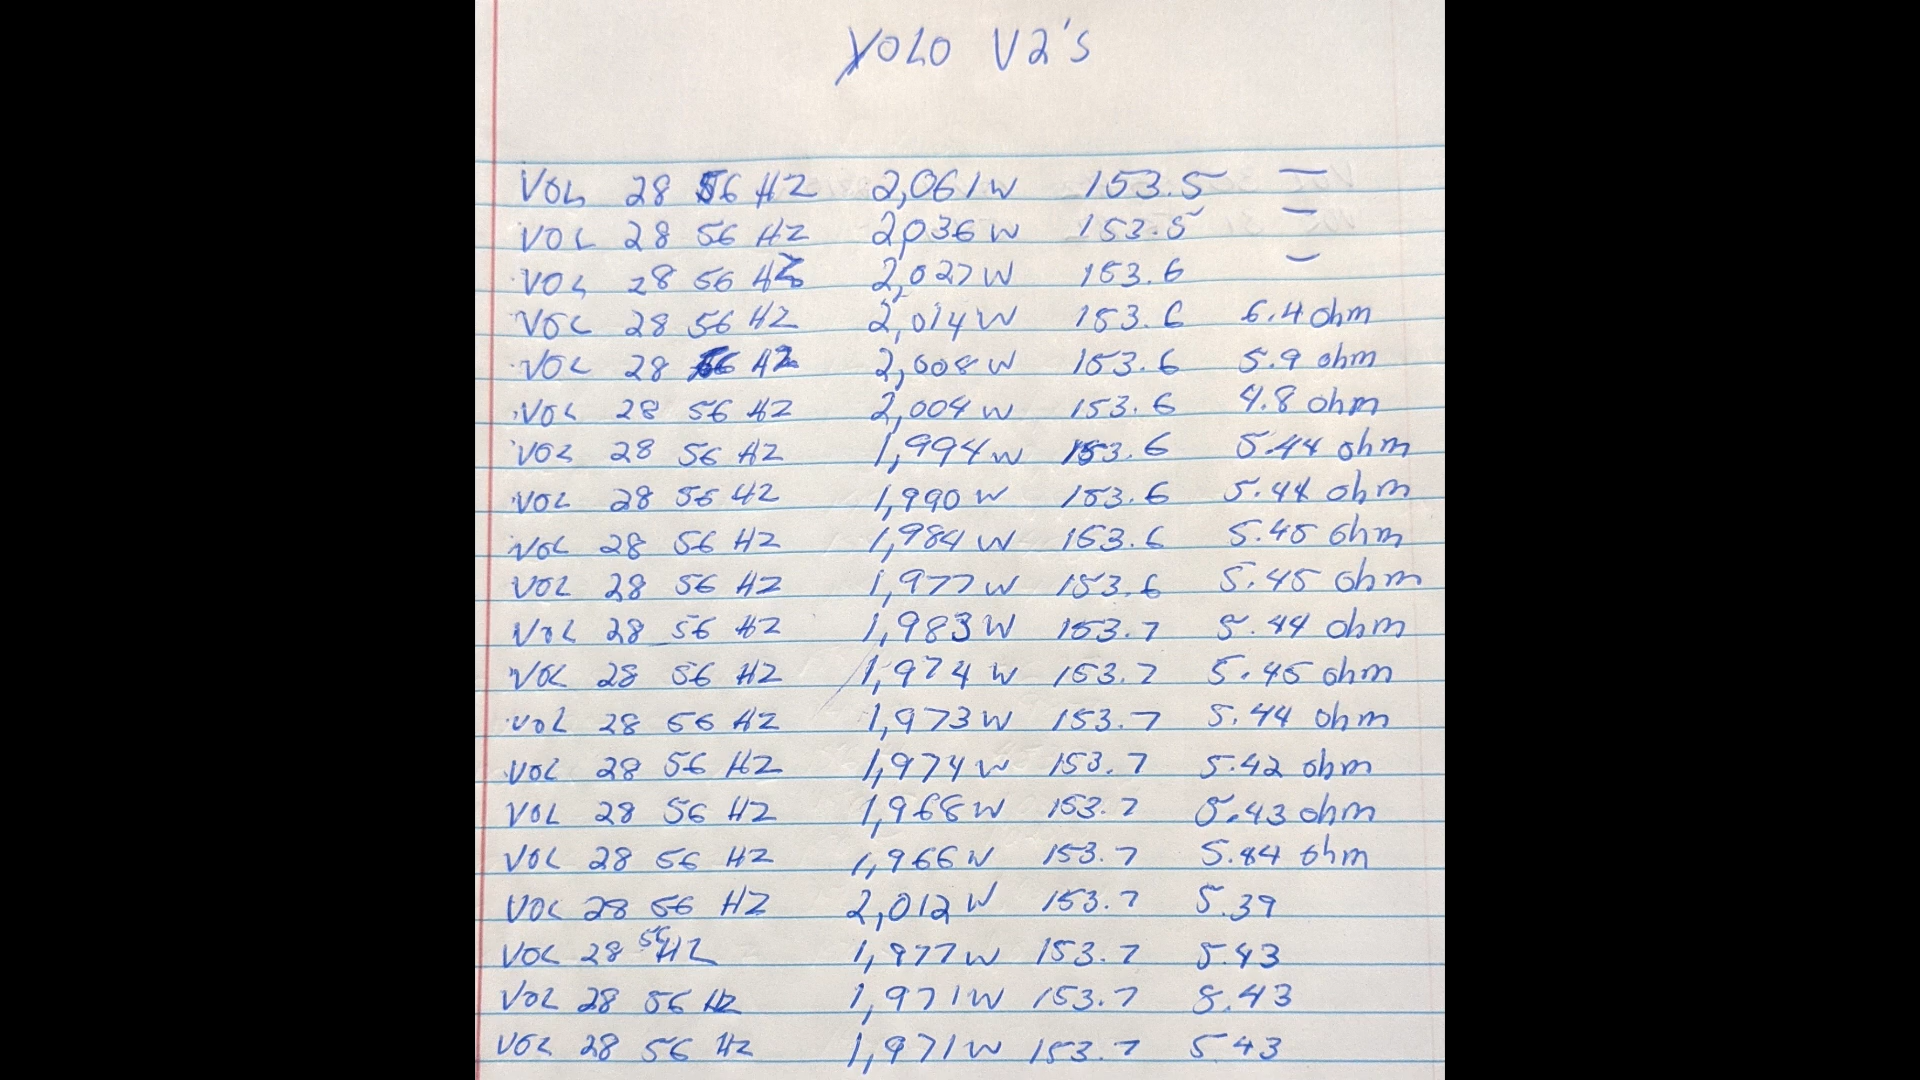 YOLO V2's
VOL 28 56 HZ 2,061W 153.5 —
VOL 28 56 HZ 2,036W 153.5 —
VOL 28 56 HZ 2,027W 153.6 —
VOL 28 56 HZ 2,014W 153.6 6.4 ohm
VOL 28 56 HZ 2,008W 153.6 5.9 ohm
VOL 28 56 HZ 2,004W 153.6 4.8 ohm
VOL 28 56 HZ 1,994W 153.6 5.44 ohm
VOL 28 56 HZ 1,990W 153.6 5.44 ohm
VOL 28 56 HZ 1,984W 153.6 5.45 ohm
VOL 28 56 HZ 1,977W 153.6 5.45 ohm
VOL 28 56 HZ 1,983W 153.7 5.44 ohm
VOL 28 56 HZ 1,974W 153.7 5.45 ohm
VOL 28 56 HZ 1,973W 153.7 5.44 ohm
VOL 28 56 HZ 1,974W 153.7 5.42 ohm
VOL 28 56 HZ 1,968W 153.7 5.43 ohm
VOL 28 56 HZ 1,966W 153.7 5.44 ohm
VOL 28 56 HZ 2,012W 153.7 5.39
VOL 28 56 HZ 1,977W 153.7 5.43
VOL 28 56 HZ 1,971W 153.7 5.43
VOL 28 56 HZ 1,971W 153.7 5.43